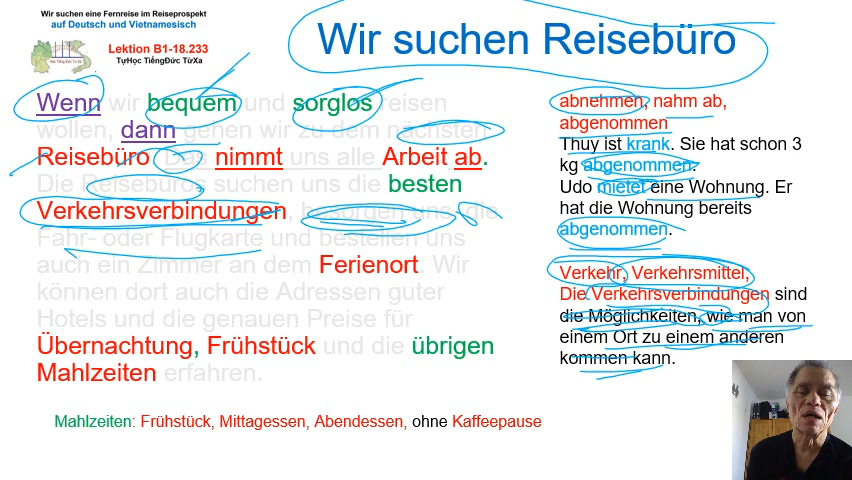 Wir suchen eine Fernreise im Reiseprospekt
auf Deutsch und Vietnamesisch
Lektion B1-18.233
TựHọc TiếngĐức TừXa
Wir suchen Reisebüro
Wenn wir bequem und sorglos reisen
wollen, dann gehen wir zu dem nächsten
Reisebüro. Das nimmt uns alle Arbeit ab.
Die Reisebüros suchen uns die besten
Verkehrsverbindungen, besorgen uns die
Fahr- oder Flugkarte und bestellen uns
auch ein Zimmer an dem Ferienort. Wir
können dort auch die Adressen guter
Hotels und die genauen Preise für
Übernachtung, Frühstück und die übrigen
Mahlzeiten erfahren.
Mahlzeiten: Frühstück, Mittagessen, Abendessen, ohne Kaffeepause
abnehmen, nahm ab,
abgenommen
Thuy ist krank. Sie hat schon 3
kg abgenommen.
Udo mietet eine Wohnung. Er
hat die Wohnung bereits
abgenommen.
Verkehr, Verkehrsmittel,
Die Verkehrsverbindungen sind
die Möglichkeiten, wie man von
einem Ort zu einem anderen
kommen kann.